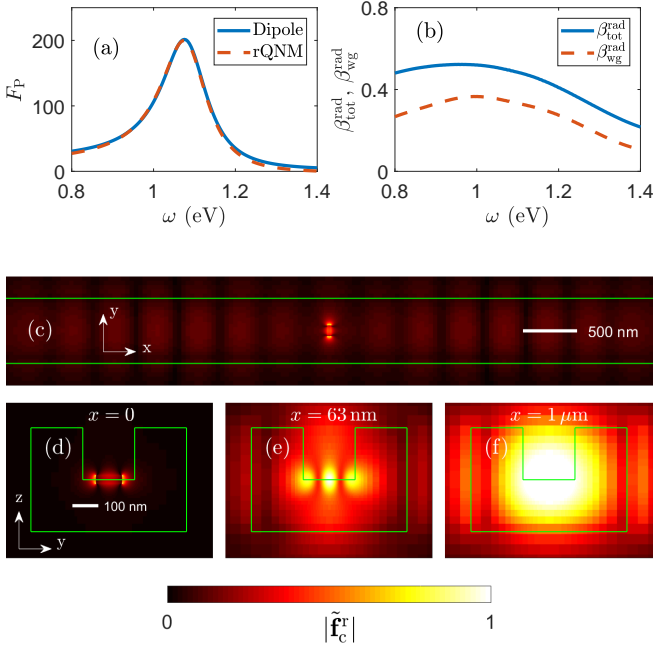 (a)
Dipole
rQNM
F_P
200
100
0
0.8
1
1.2
1.4
ω (eV)
(b)
β_tot^rad
β_wg^rad
β_tot^rad , β_wg^rad
0.8
0.4
0
0.8
1
1.2
1.4
ω (eV)
(c)
y
x
500 nm
x = 0
(d)
100 nm
z
y
x = 63 nm
(e)
x = 1 μm
(f)
0
1
|f̃_c^r|